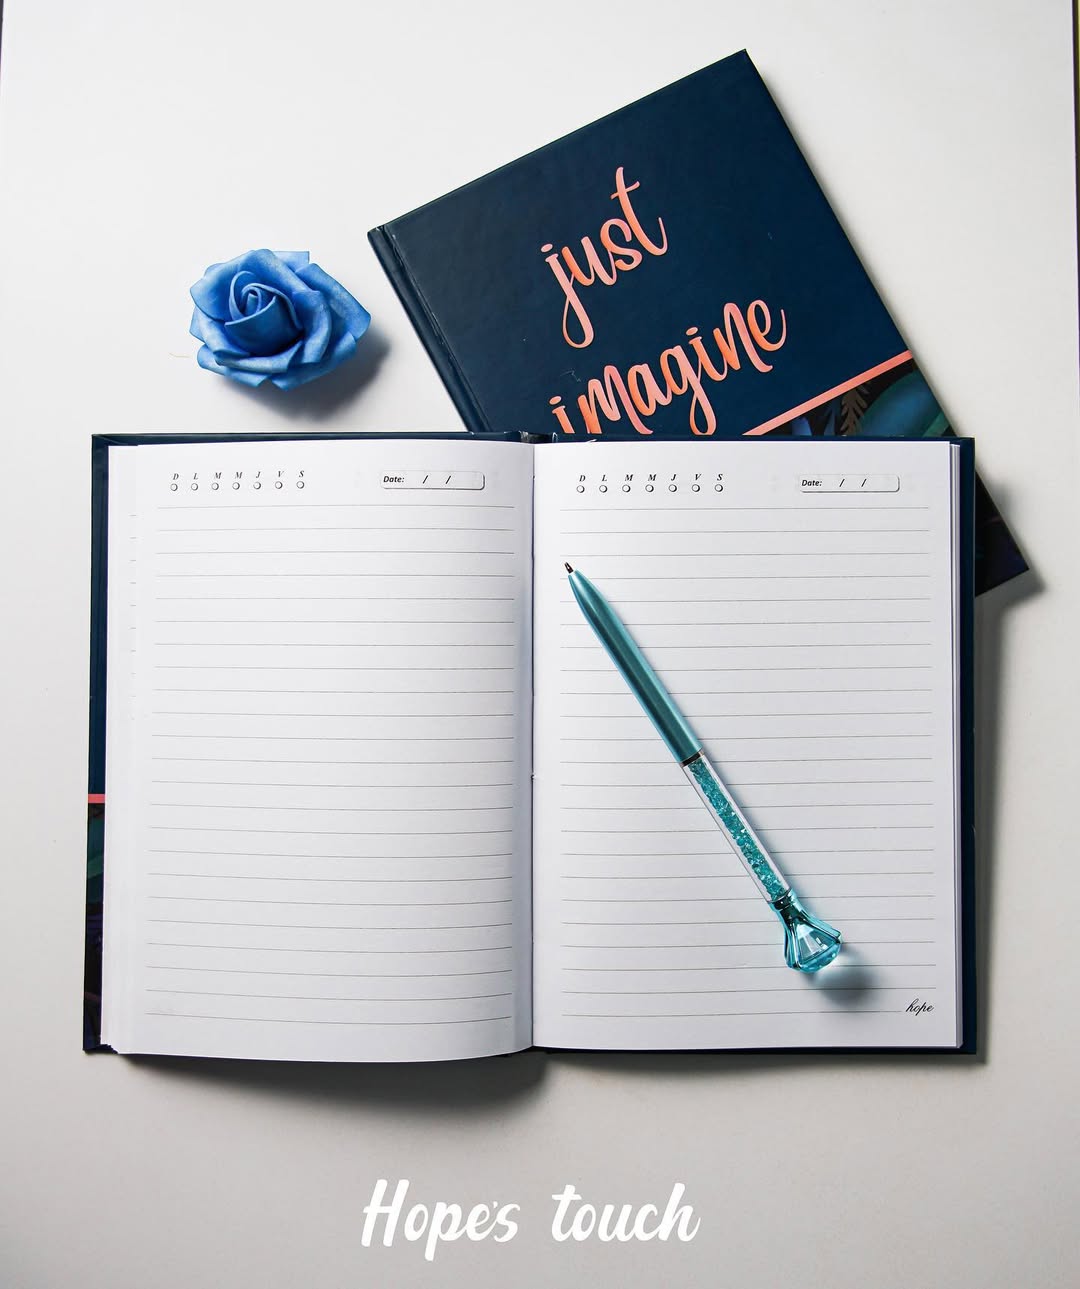 just
imagine
D L M M J V S
Date: / /
D L M M J V S
Date: / /
hope
Hope's touch